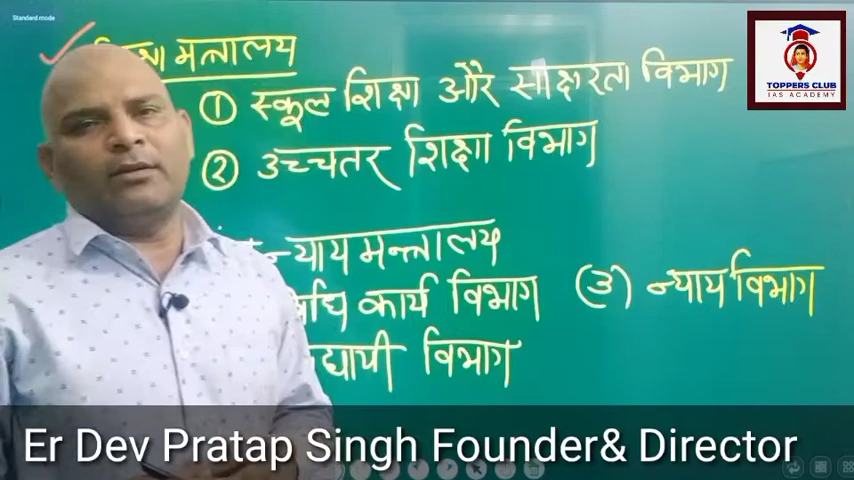 Standard mode
मंत्रालय
① स्कूल शिक्षा और साक्षरता विभाग
② उच्चतर शिक्षा विभाग
न्याय मन्त्रालय
कार्य विभाग (3) न्याय विभाग
विभाग
TOPPERS CLUB
IAS ACADEMY
Er Dev Pratap Singh Founder& Director